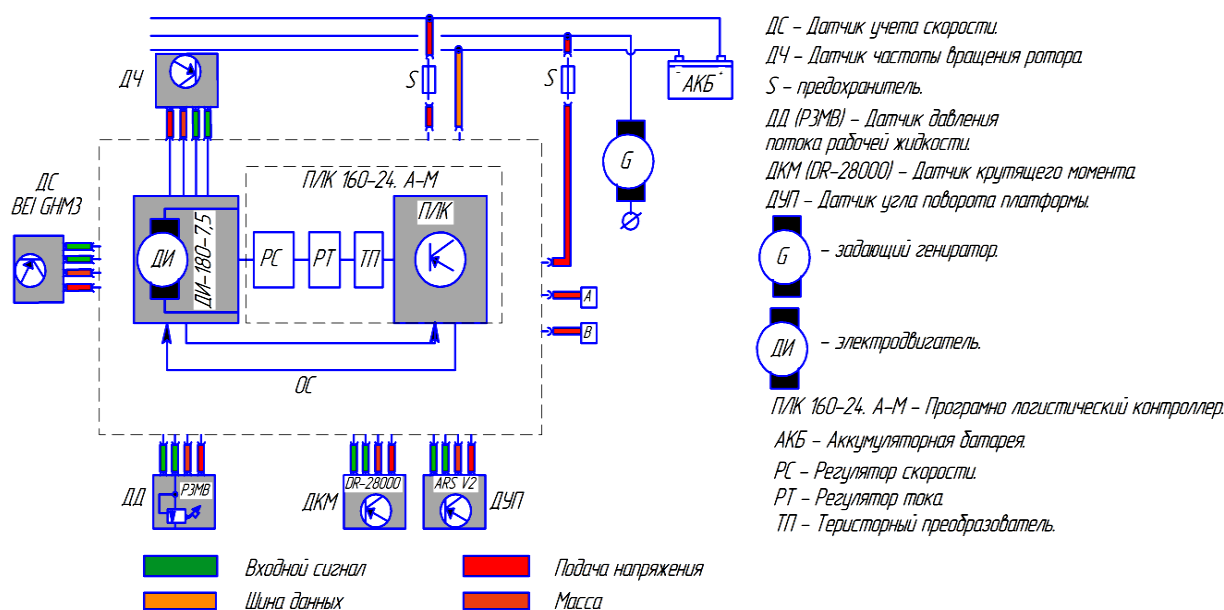 ДЧ
S
S
- АКБ +
G
ДС
BEI GHM3
ПЛК 160-24. А-М
ПЛК
ДИ
ДИ-180-7,5
РС
РТ
ТП
А
В
ОС
ДД
РЗМВ
ДКМ
DR-28000
ARS V2
ДУП
Входной сигнал
Подача напряжения
Шина данных
Масса
ДС - Датчик учета скорости.
ДЧ - Датчик частоты вращения ротора.
S - предохранитель.
ДД (РЗМВ) - Датчик давления
потока рабочей жидкости.
ДКМ (DR-28000) - Датчик крутящего момента.
ДУП - Датчик угла поворота платформы.
G - задающий генератор.
ДИ - электродвигатель.
ПЛК 160-24. А-М - Програмно логистический контроллер.
АКБ - Аккумуляторная батарея.
РС - Регулятор скорости.
РТ - Регулятор тока.
ТП - Теристорный преобразователь.